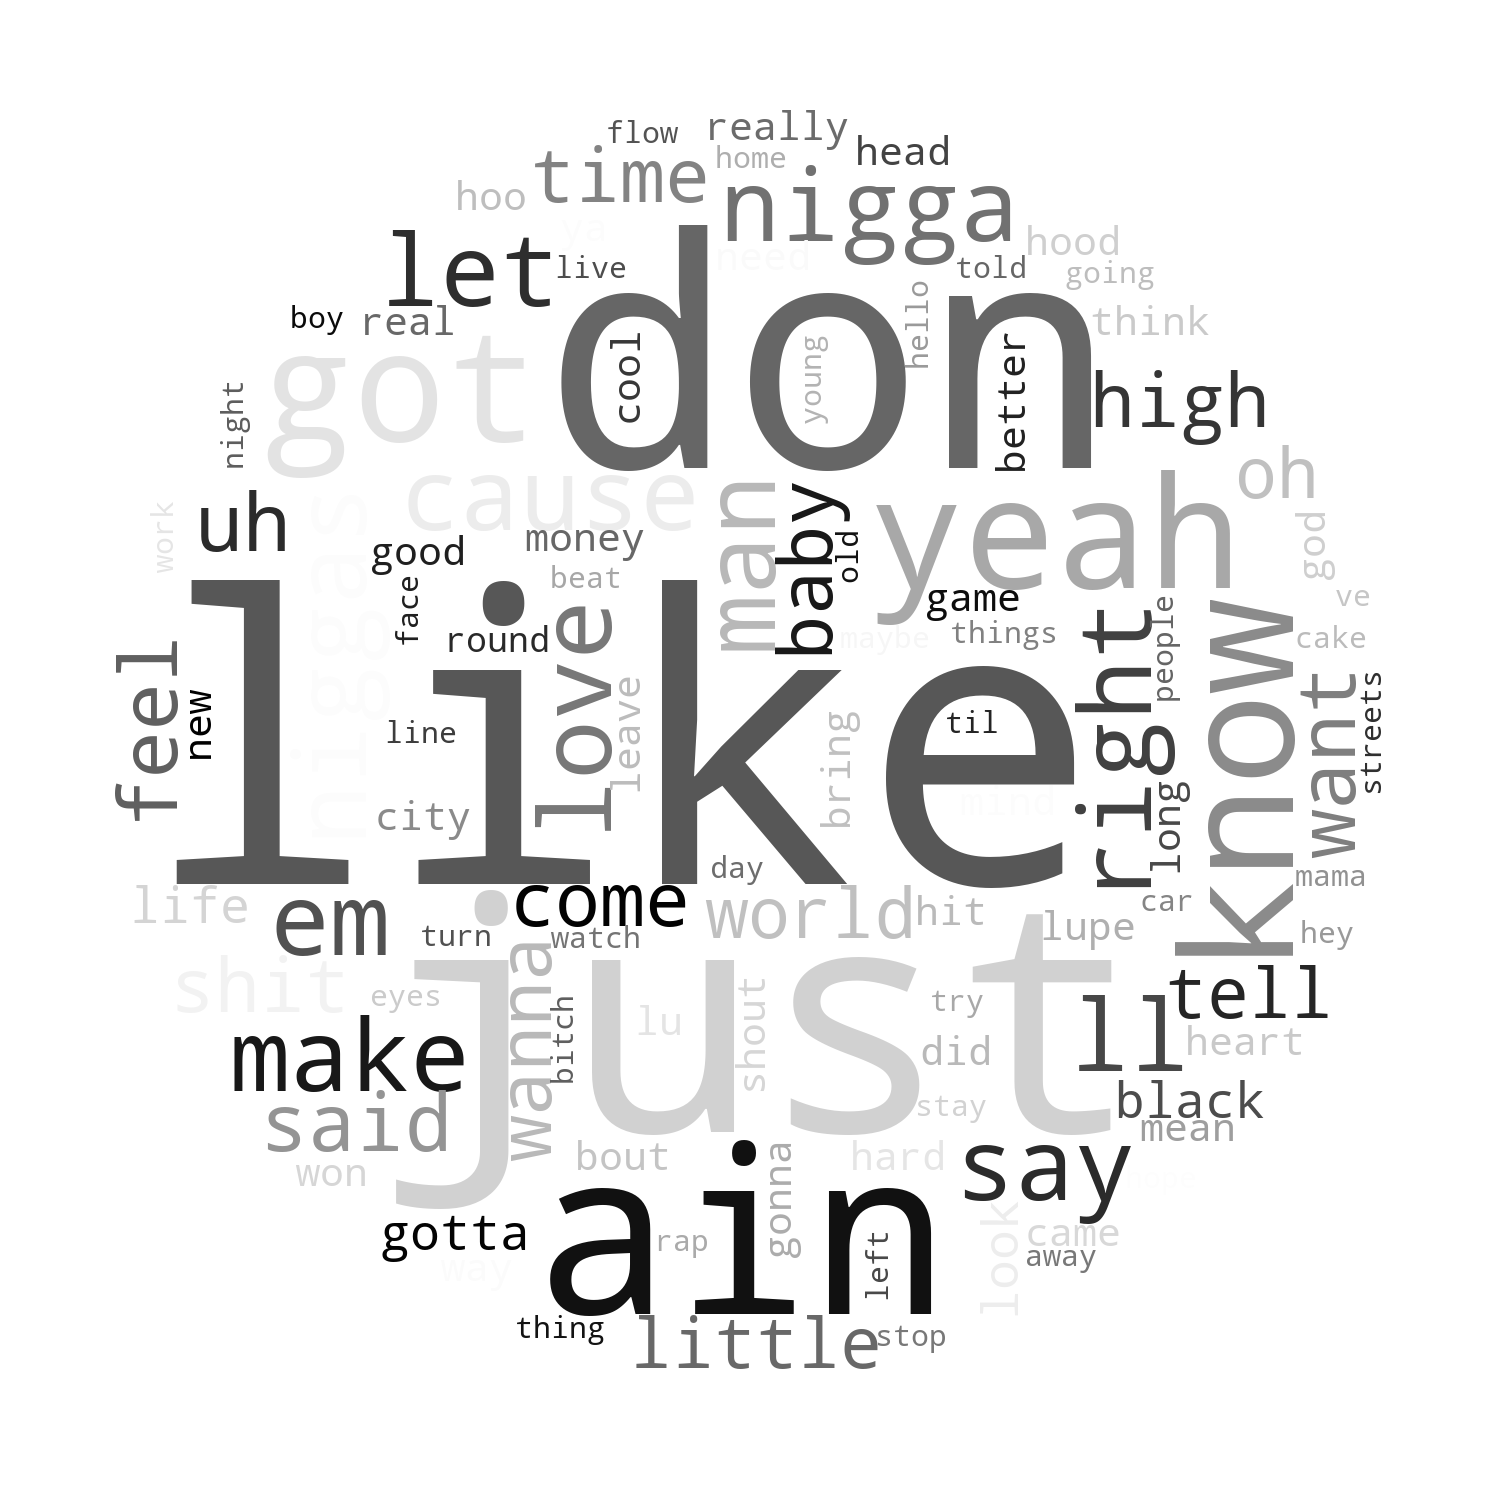 flow
really
home
head
time
hoo
nigga
ya
need
hood
let
live
told
going
don
boy
real
hello
think
got
cool
young
better
high
night
cause
man
baby
yeah
oh
work
niggas
uh
good
money
old
god
beat
face
round
love
game
maybe
things
people
ve
cake
like
right
know
feel
new
line
leave
bring
til
want
streets
city
mind
long
day
mama
life
em
come
world
hit
lupe
car
hey
turn
watch
just
shit
eyes
wanna
bitch
lu
shout
try
ll
tell
make
did
heart
said
stay
black
mean
won
bout
gonna
hard
say
hope
ain
gotta
way
rap
left
look
came
away
thing
little
stop